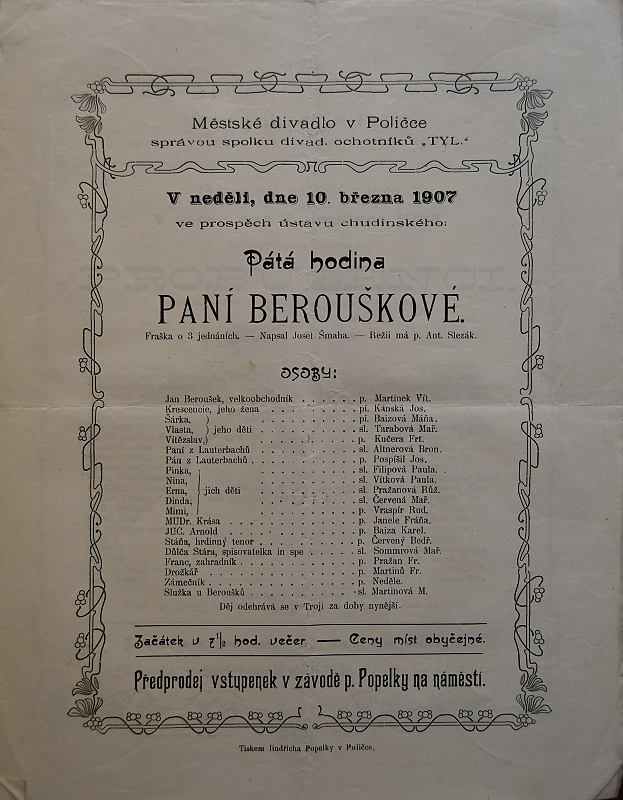 Městské divadlo v Poličce
správou spolku divad. ochotníků „TYL.“
V neděli, dne 10. března 1907
ve prospěch ústavu chudinského:
Pátá hodina
PANÍ BEROUŠKOVÉ.
Fraška o 3 jednáních. — Napsal Josef Šmaha. — Režii má p. Ant. Slezák.
OSOBY:
Jan Beroušek, velkoobchodník . . . . . . p. Martinek Vít.
Krescencie, jeho žena . . . . . . . . . pí. Kánská Jos.
Šárka, ) . . . . . . . . . . pí. Baizová Máňa.
Vlasta, ) jeho děti . . . . . . . . . . sl. Tarabová Mař.
Vítězslav,) . . . . . . . . . . p. Kučera Frt.
Paní z Lauterbachů . . . . . . . . . . sl. Altnerová Bron.
Pán z Lauterbachů . . . . . . . . . . . p. Pospíšil Jos.
Pinka, . . . . . . . . . . sl. Filipová Paula.
Nina, . . . . . . . . . . sl. Vítková Paula.
Erna, jich děti . . . . . . . . . . sl. Pražanová Růž.
Dinda, . . . . . . . . . . sl. Červená Mař.
Mimi, . . . . . . . . . . p. Vraspír Rud.
MUDr. Krása . . . . . . . . . . . . p. Janele Fráňa.
JUC. Arnold . . . . . . . . . . . . p. Baiza Karel.
Stáňa, hrdinný tenor . . . . . . . . . p. Červený Bedř.
Důlča Stára, spisovatelka in spe . . . . . sl. Sommrová Mař.
Franc, zahradník . . . . . . . . . . . p. Pražan Fr.
Drožkář . . . . . . . . . . . . . . p. Martinů Fr.
Zámečník . . . . . . . . . . . . . . p. Neděle.
Služka u Beroušků . . . . . . . . . . sl. Martinová M.
Děj odehrává se v Troji za doby nynější.
Začátek v 7½ hod. večer — Ceny míst obyčejné.
Předprodej vstupenek v závodě p. Popelky na náměstí.
Tiskem Jindřicha Popelky v Poličce.